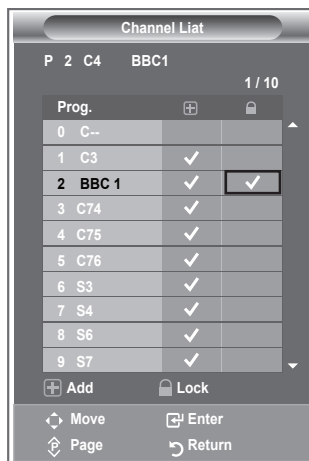 Channel Liat
P 2 C4 BBC1
1 / 10
Prog.
0 C--
1 C3
2 BBC 1
3 C74
4 C75
5 C76
6 S3
7 S4
8 S6
9 S7
Add Lock
Move Enter
Page Return